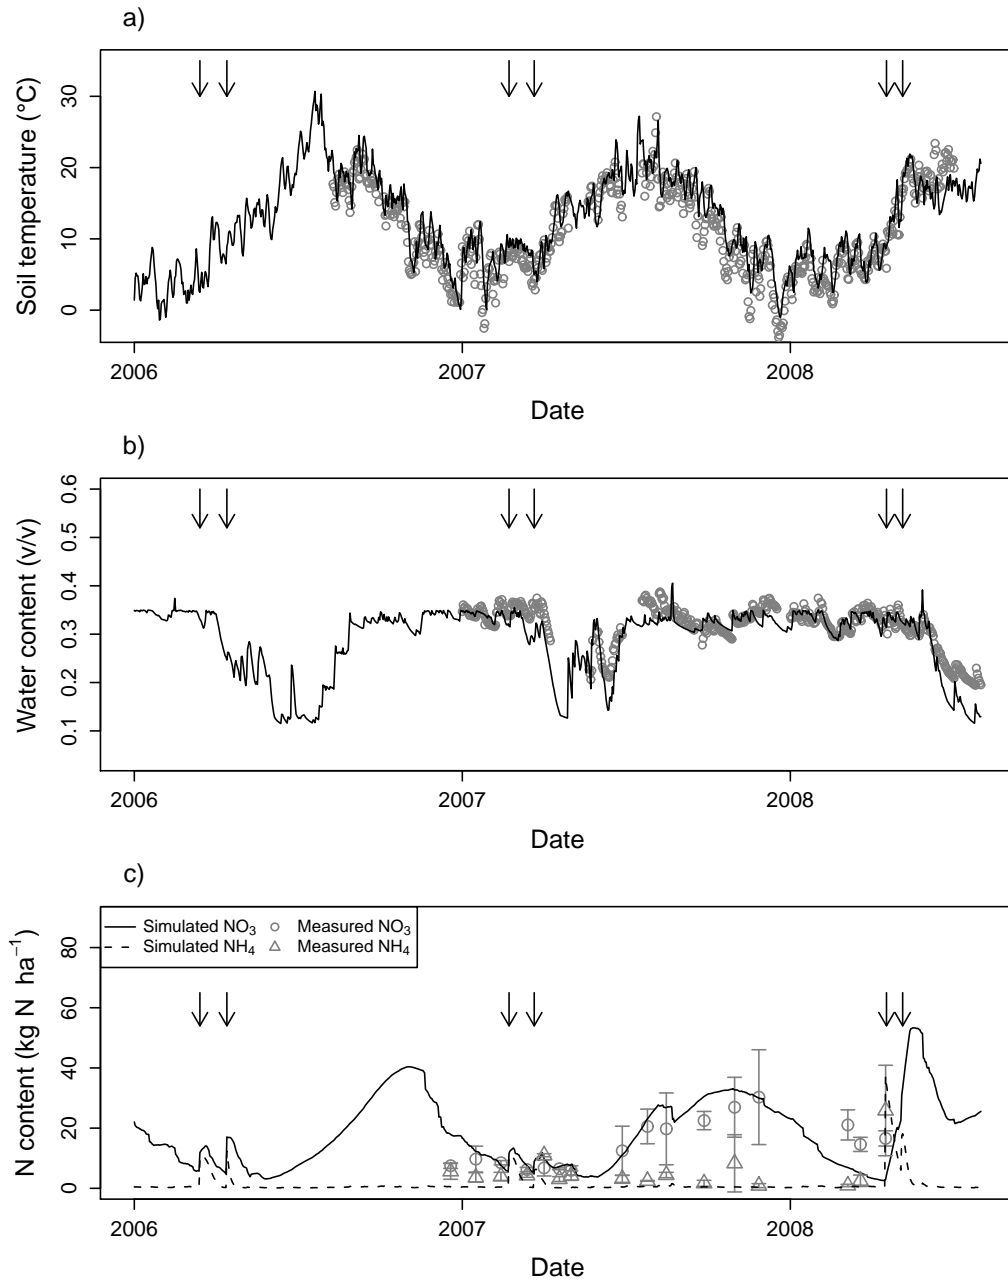 a)
Soil temperature (°C)
30
20
10
0
2006 2007 2008
Date
b)
Water content (v/v)
0.6
0.5
0.4
0.3
0.2
0.1
2006 2007 2008
Date
c)
N content (kg N ha⁻¹)
Simulated NO₃ Measured NO₃
Simulated NH₄ Measured NH₄
80
60
40
20
0
2006 2007 2008
Date